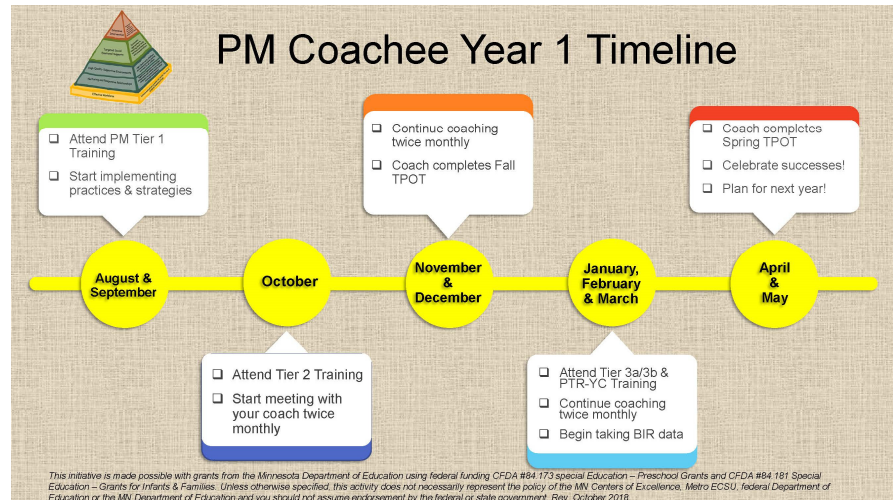 PM Coachee Year 1 Timeline
Attend PM Tier 1
Training
Start implementing
practices & strategies
Continue coaching
twice monthly
Coach completes Fall
TPOT
Coach completes
Spring TPOT
Celebrate successes!
Plan for next year!
August &
September
October
November
&
December
January,
February
& March
April
&
May
Attend Tier 2 Training
Start meeting with
your coach twice
monthly
Attend Tier 3a/3b &
PTR-YC Training
Continue coaching
twice monthly
Begin taking BIR data
This initiative is made possible with grants from the Minnesota Department of Education using federal funding CFDA #84.173 special Education – Preschool Grants and CFDA #84.181 Special
Education – Grants for Infants & Families. Unless otherwise specified, this activity does not necessarily represent the policy of the MN Centers of Excellence, Metro ECSU, federal Department of
Education or the MN Department of Education and you should not assume endorsement by the federal or state government. Rev. October 2018